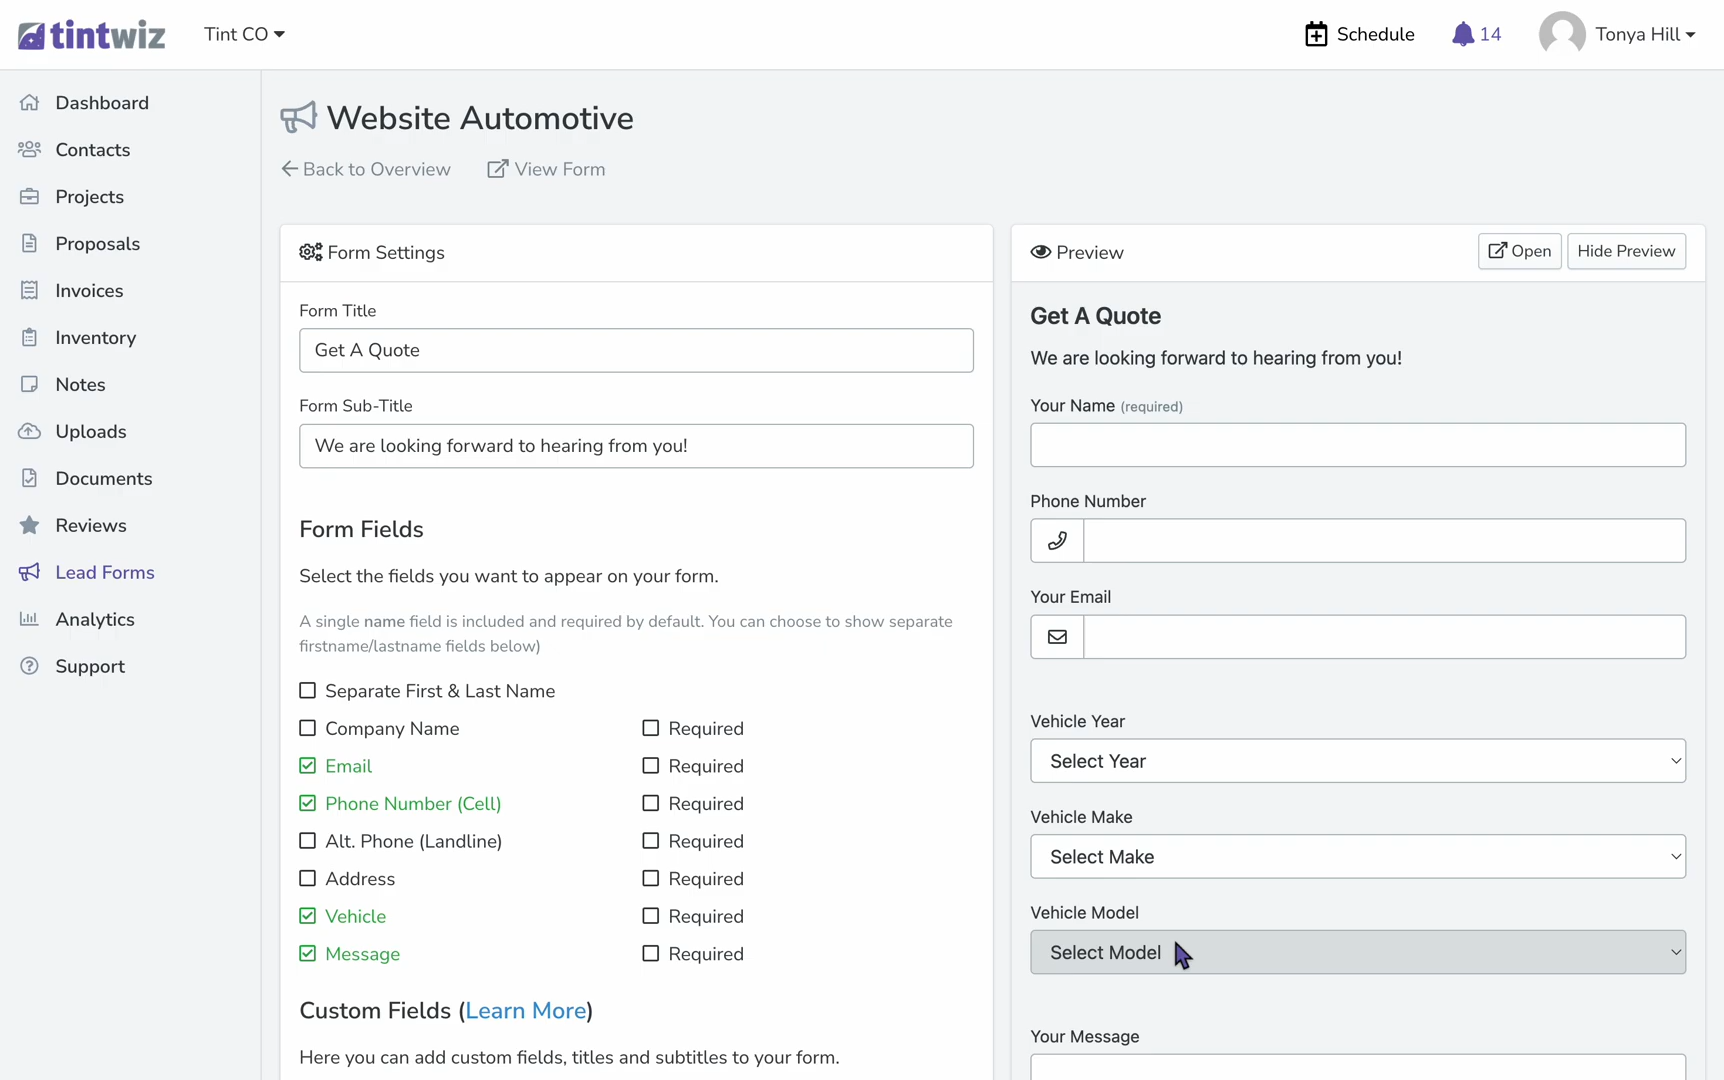 tintwiz
Tint CO
Schedule
14
Tonya Hill
Dashboard
Contacts
Projects
Proposals
Invoices
Inventory
Notes
Uploads
Documents
Reviews
Lead Forms
Analytics
Support
Website Automotive
Back to Overview
View Form
Form Settings
Form Title
Get A Quote
Form Sub-Title
We are looking forward to hearing from you!
Form Fields
Select the fields you want to appear on your form.
A single name field is included and required by default. You can choose to show separate
firstname/lastname fields below)
Separate First & Last Name
Company Name
Required
Email
Required
Phone Number (Cell)
Required
Alt. Phone (Landline)
Required
Address
Required
Vehicle
Required
Message
Required
Custom Fields (Learn More)
Here you can add custom fields, titles and subtitles to your form.
Preview
Open
Hide Preview
Get A Quote
We are looking forward to hearing from you!
Your Name (required)
Phone Number
Your Email
Vehicle Year
Select Year
Vehicle Make
Select Make
Vehicle Model
Select Model
Your Message